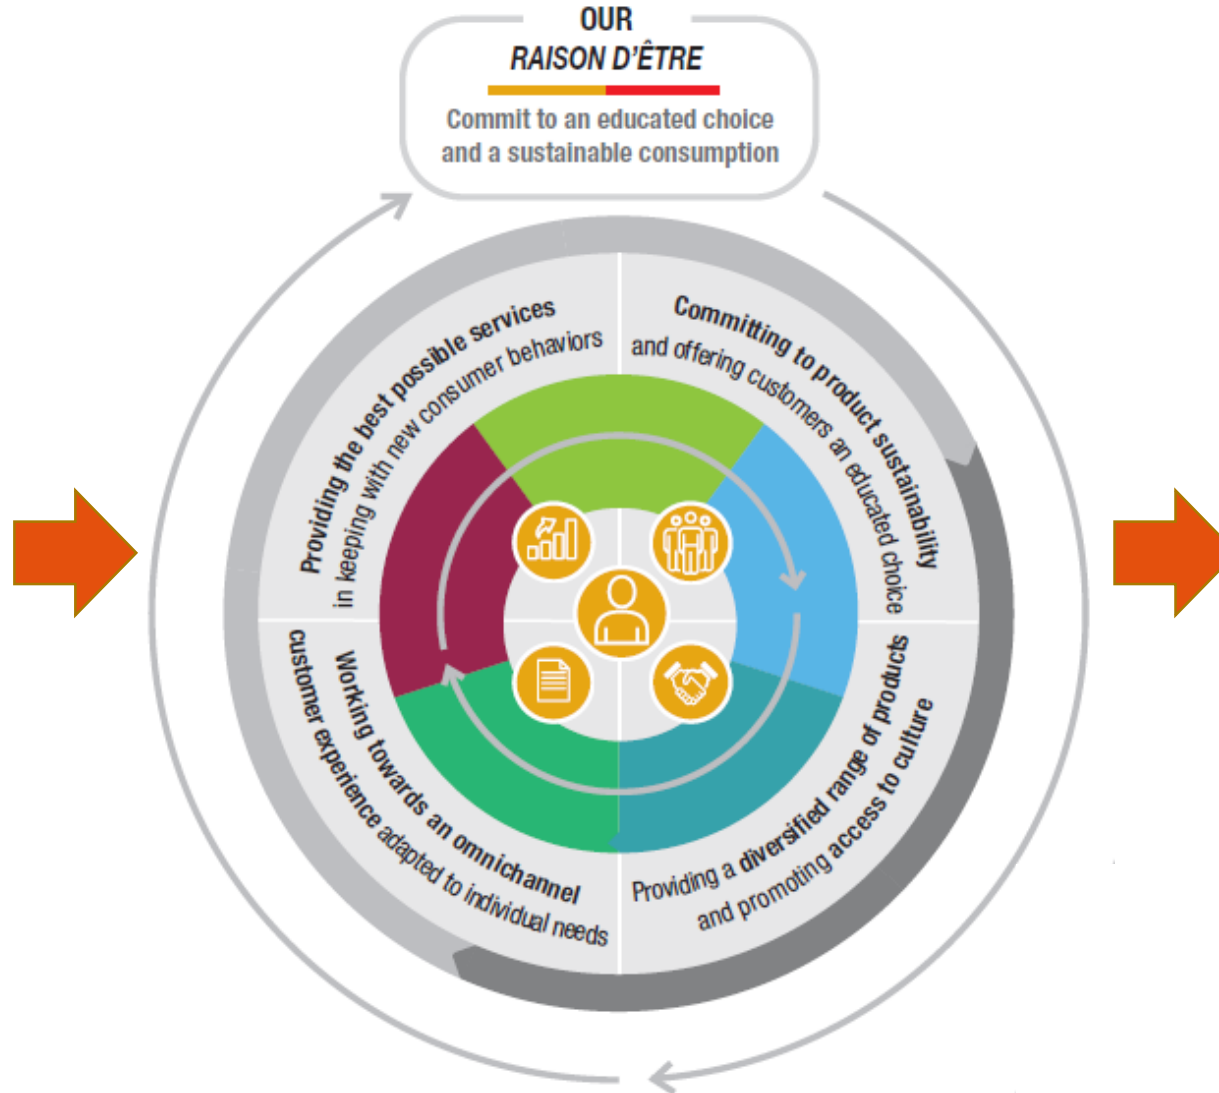 OUR
RAISON D'ÊTRE
Commit to an educated choice
and a sustainable consumption
Providing the best possible services
in keeping with new consumer behaviors
Committing to product sustainability
and offering customers an educated choice
Working towards an omnichannel
customer experience adapted to individual needs
Providing a diversified range of products
and promoting access to culture